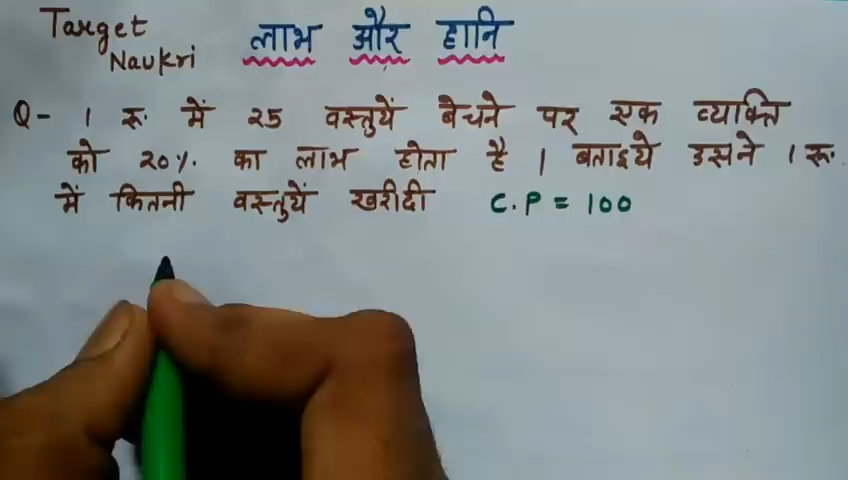 Target
Naukri
लाभ और हानि
Q- 1 रू. में 25 वस्तुयें बेचने पर एक व्यक्ति
को 20% का लाभ होता है । बताइये उसने 1 रू.
में कितनी वस्तुयें खरीदी C.P = 100